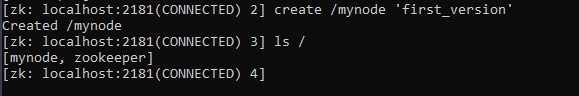 [zk: localhost:2181(CONNECTED) 2] create /mynode 'first_version'
Created /mynode
[zk: localhost:2181(CONNECTED) 3] ls /
[mynode, zookeeper]
[zk: localhost:2181(CONNECTED) 4]